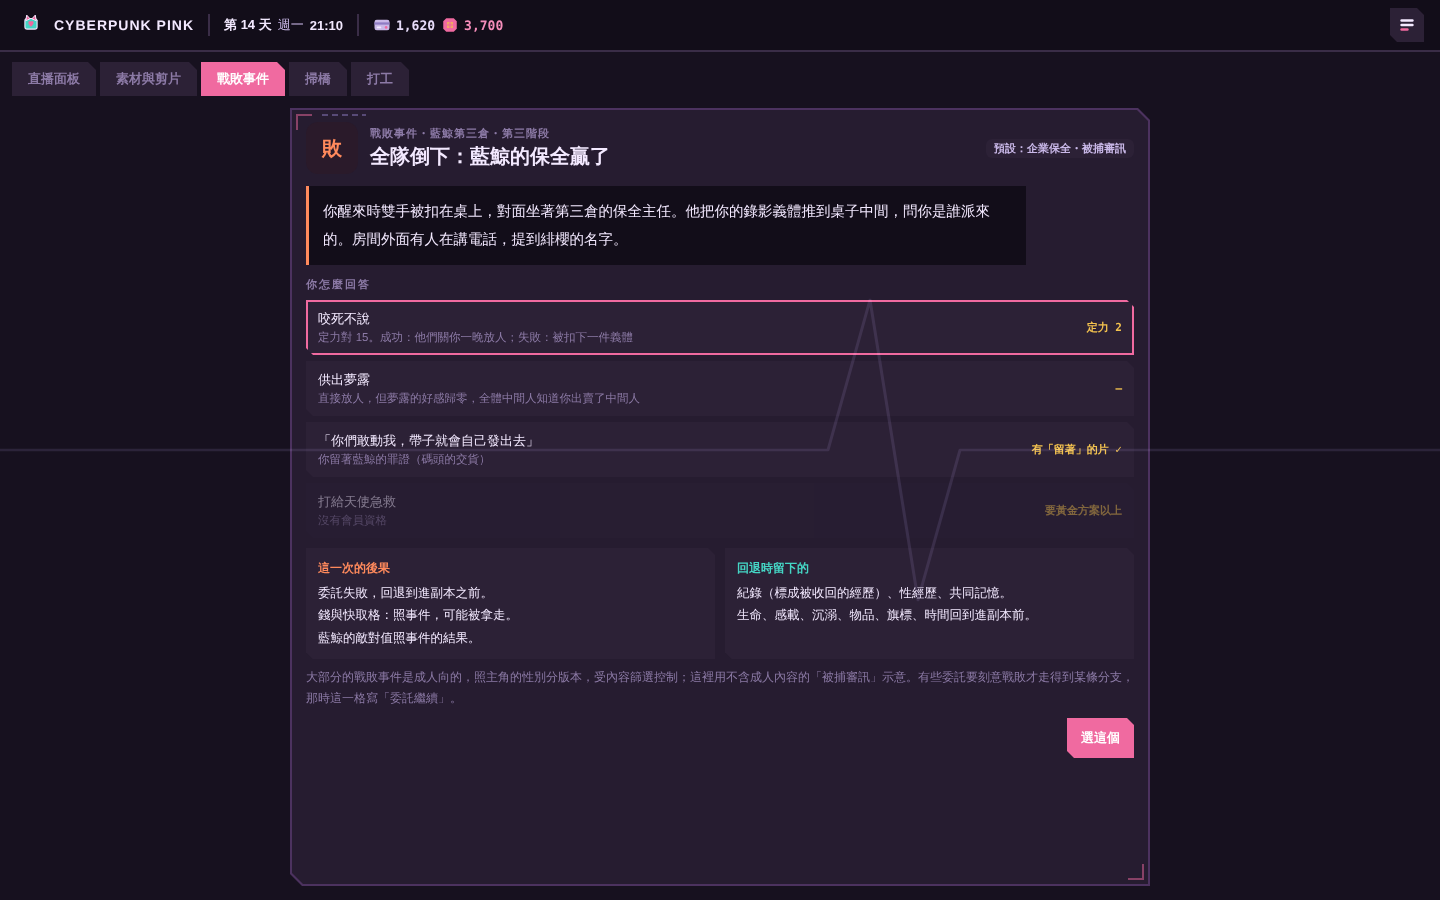 CYBERPUNK PINK
第 14 天 週一 21:10
1,620
3,700
直播面板
素材與剪片
戰敗事件
掃橋
打工
敗
戰敗事件・藍鯨第三倉・第三階段
全隊倒下：藍鯨的保全贏了
預設：企業保全・被捕審訊
你醒來時雙手被扣在桌上，對面坐著第三倉的保全主任。他把你的錄影義體推到桌子中間，問你是誰派來
的。房間外面有人在講電話，提到緋櫻的名字。
你怎麼回答
咬死不說
定力對 15。成功：他們關你一晚放人；失敗：被扣下一件義體
定力 2
供出夢露
直接放人，但夢露的好感歸零，全體中間人知道你出賣了中間人
—
「你們敢動我，帶子就會自己發出去」
你留著藍鯨的罪證（碼頭的交貨）
有「留著」的片 ✓
打給天使急救
沒有會員資格
要黃金方案以上
這一次的後果
委託失敗，回退到進副本之前。
錢與快取格：照事件，可能被拿走。
藍鯨的敵對值照事件的結果。
回退時留下的
紀錄（標成被收回的經歷）、性經歷、共同記憶。
生命、感載、沉溺、物品、旗標、時間回到進副本前。
大部分的戰敗事件是成人向的，照主角的性別分版本，受內容篩選控制；這裡用不含成人內容的「被捕審訊」示意。有些委託要刻意戰敗才走得到某條分支，
那時這一格寫「委託繼續」。
選這個